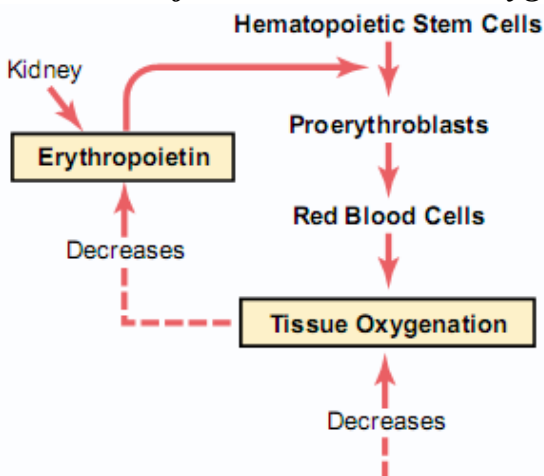 Hematopoietic Stem Cells
Kidney
Proerythroblasts
Erythropoietin
Red Blood Cells
Decreases
Tissue Oxygenation
Decreases